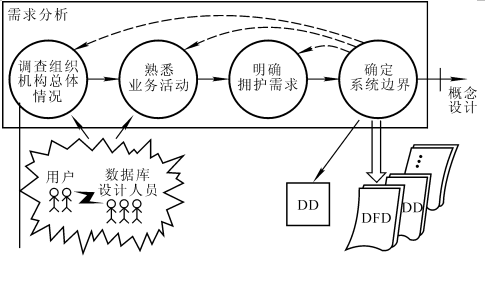 需求分析
调查组织
机构总体
情况
熟悉
业务活动
明确
拥护需求
确定
系统边界
概念
设计
用户
数据库
设计人员
DD
DFD
DD